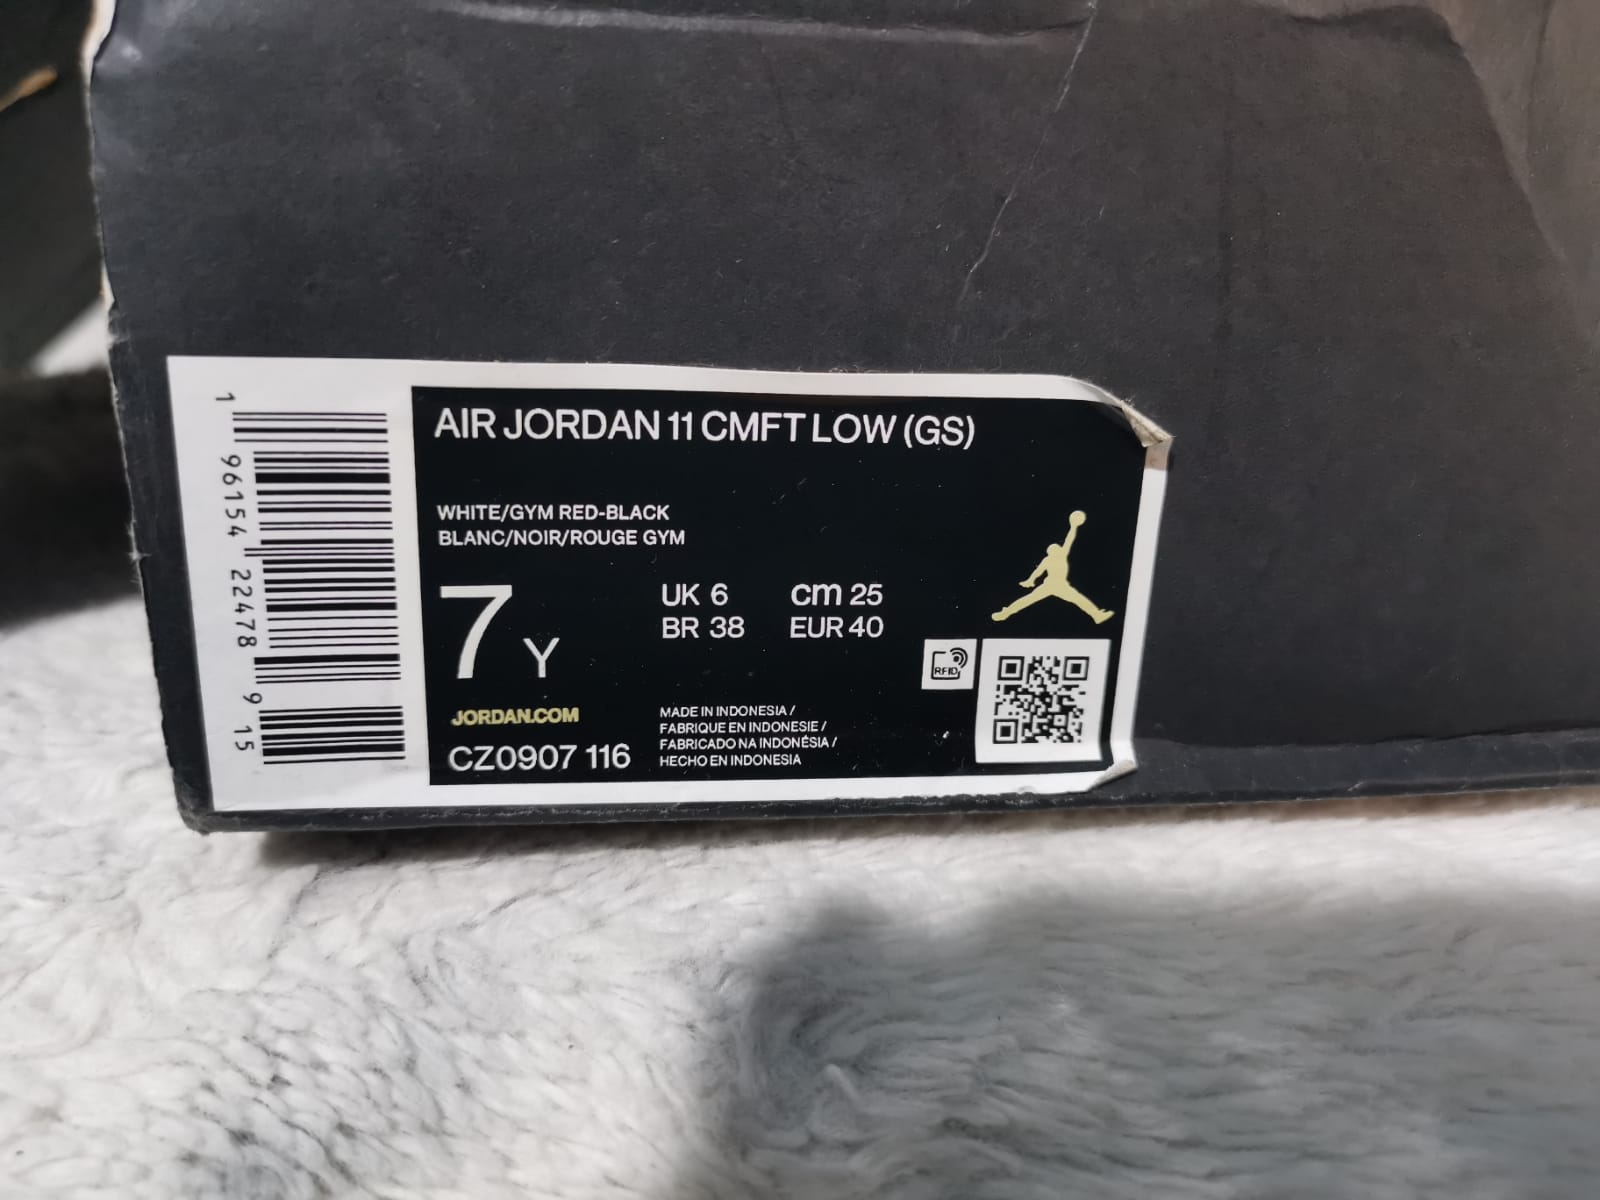 AIR JORDAN 11 CMFT LOW (GS)
WHITE/GYM RED-BLACK
BLANC/NOIR/ROUGE GYM
7 Y
UK 6 cm 25
BR 38 EUR 40
RFID
JORDAN.COM
CZ0907 116
MADE IN INDONESIA /
FABRIQUE EN INDONESIE /
FABRICADO NA INDONÉSIA /
HECHO EN INDONESIA
1 96154 22478 9 15